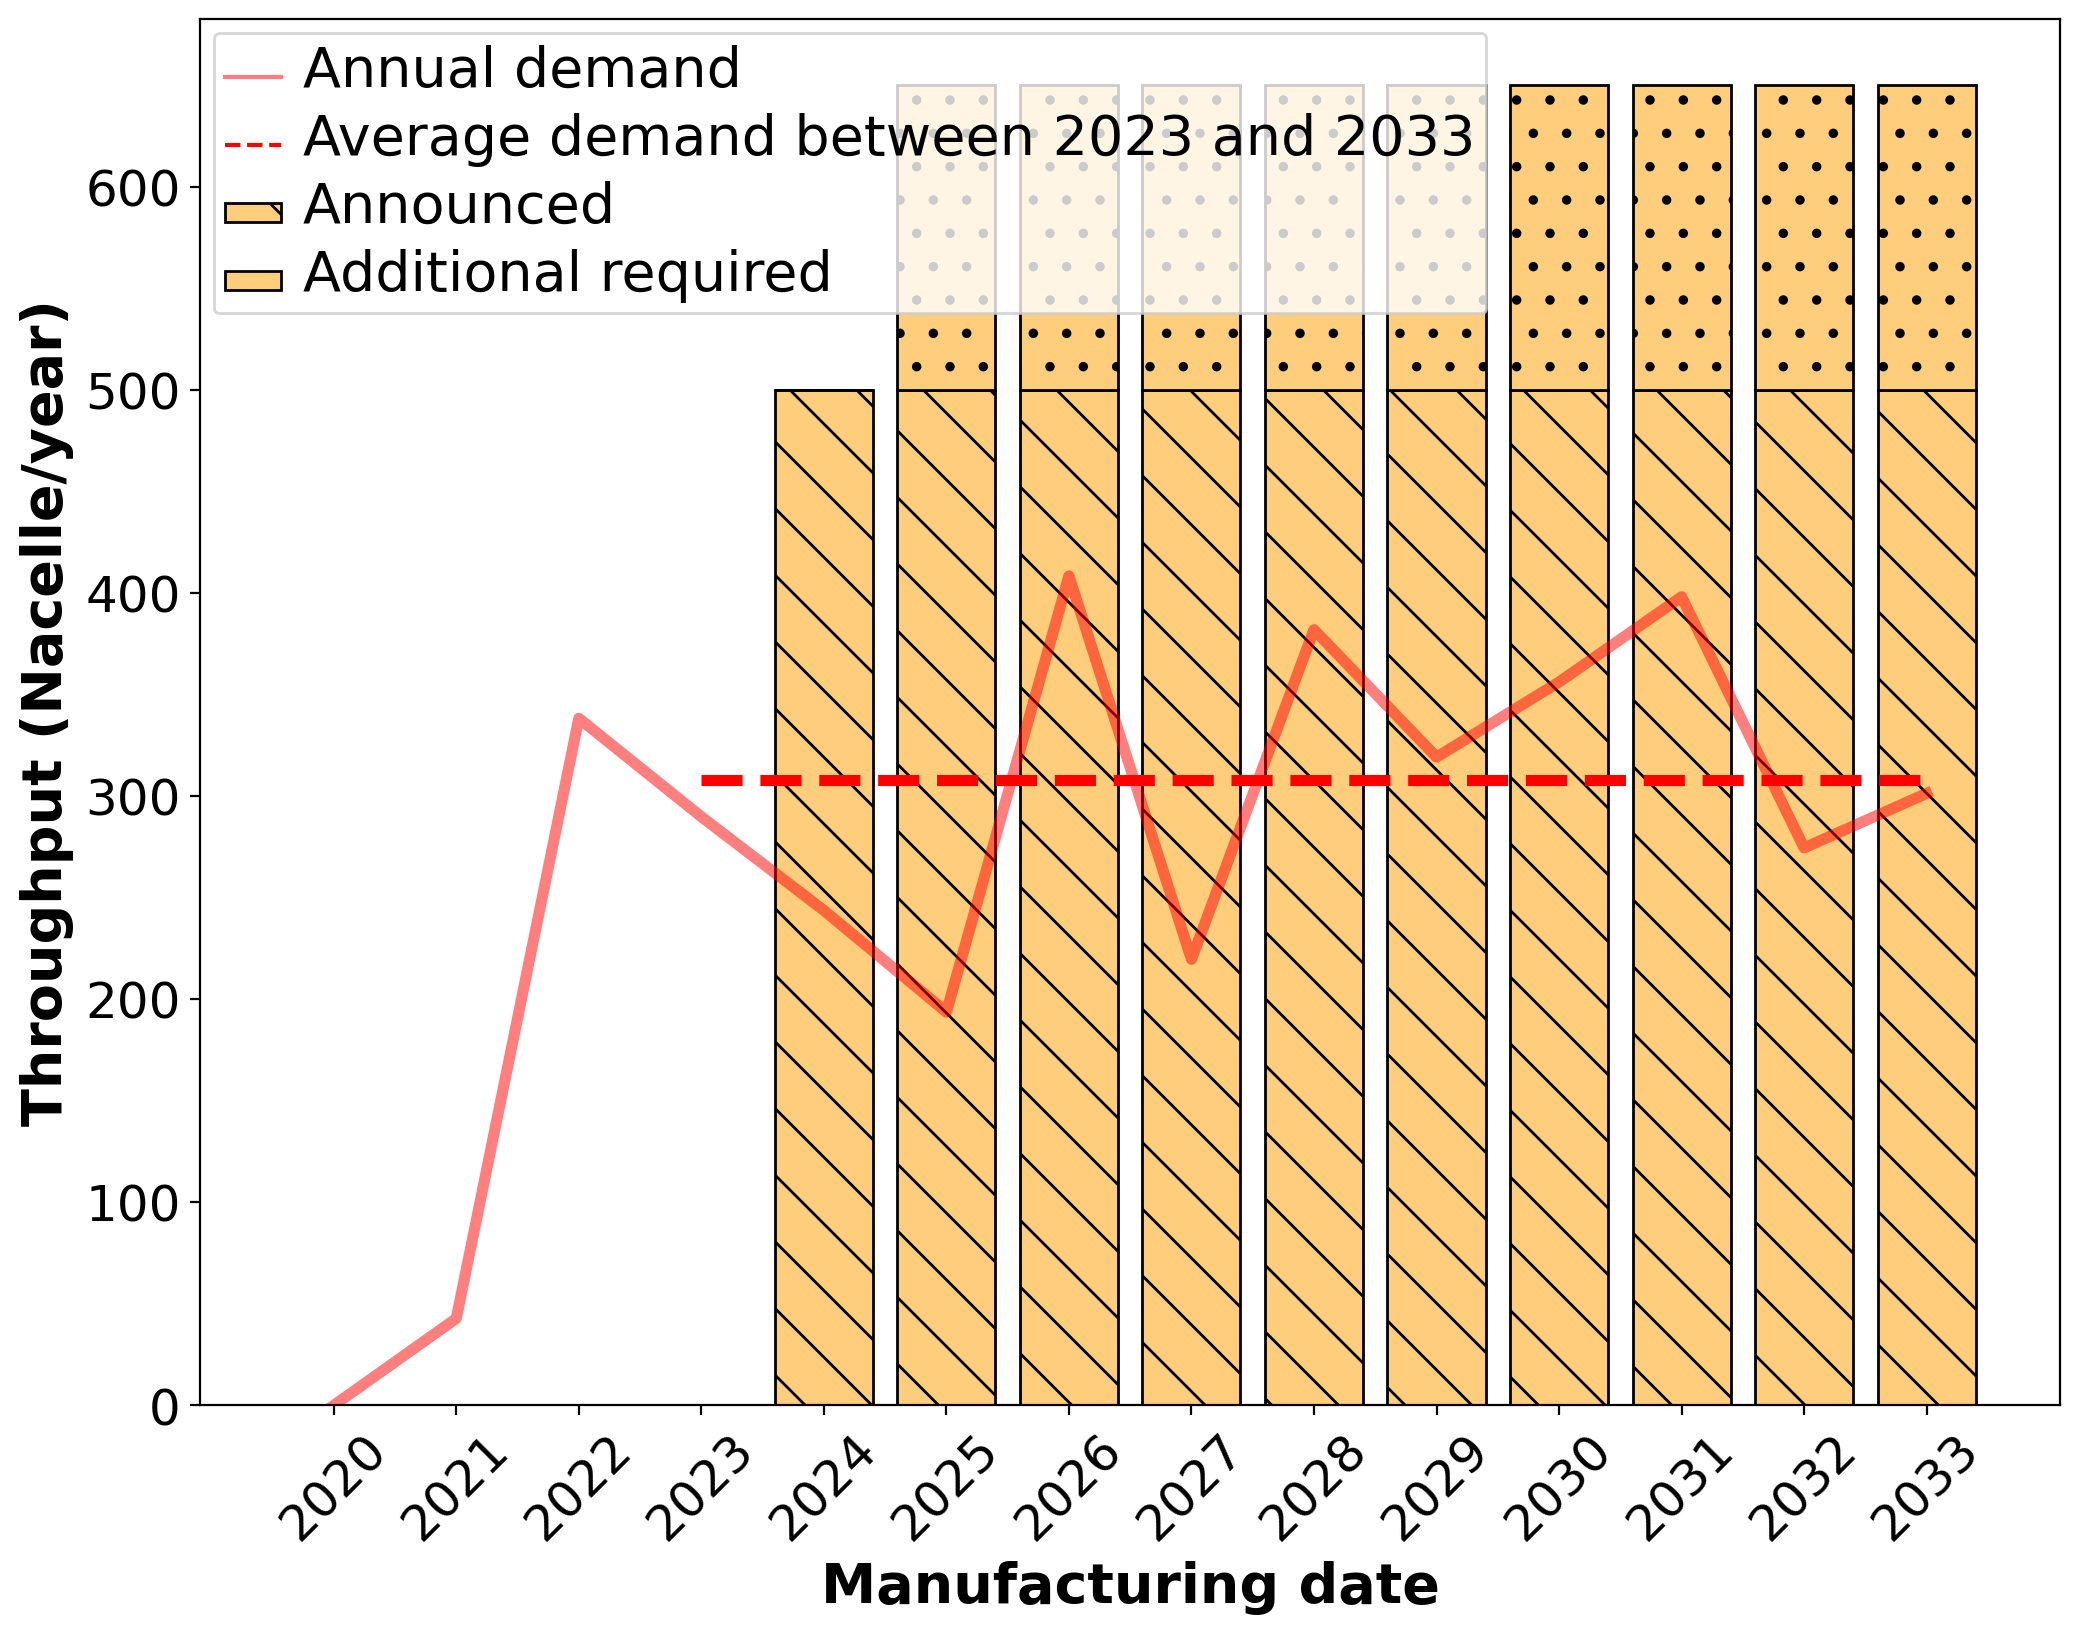 Annual demand
Average demand between 2023 and 2033
Announced
Additional required
Throughput (Nacelle/year)
600
500
400
300
200
100
0
2020 2021 2022 2023 2024 2025 2026 2027 2028 2029 2030 2031 2032 2033
Manufacturing date